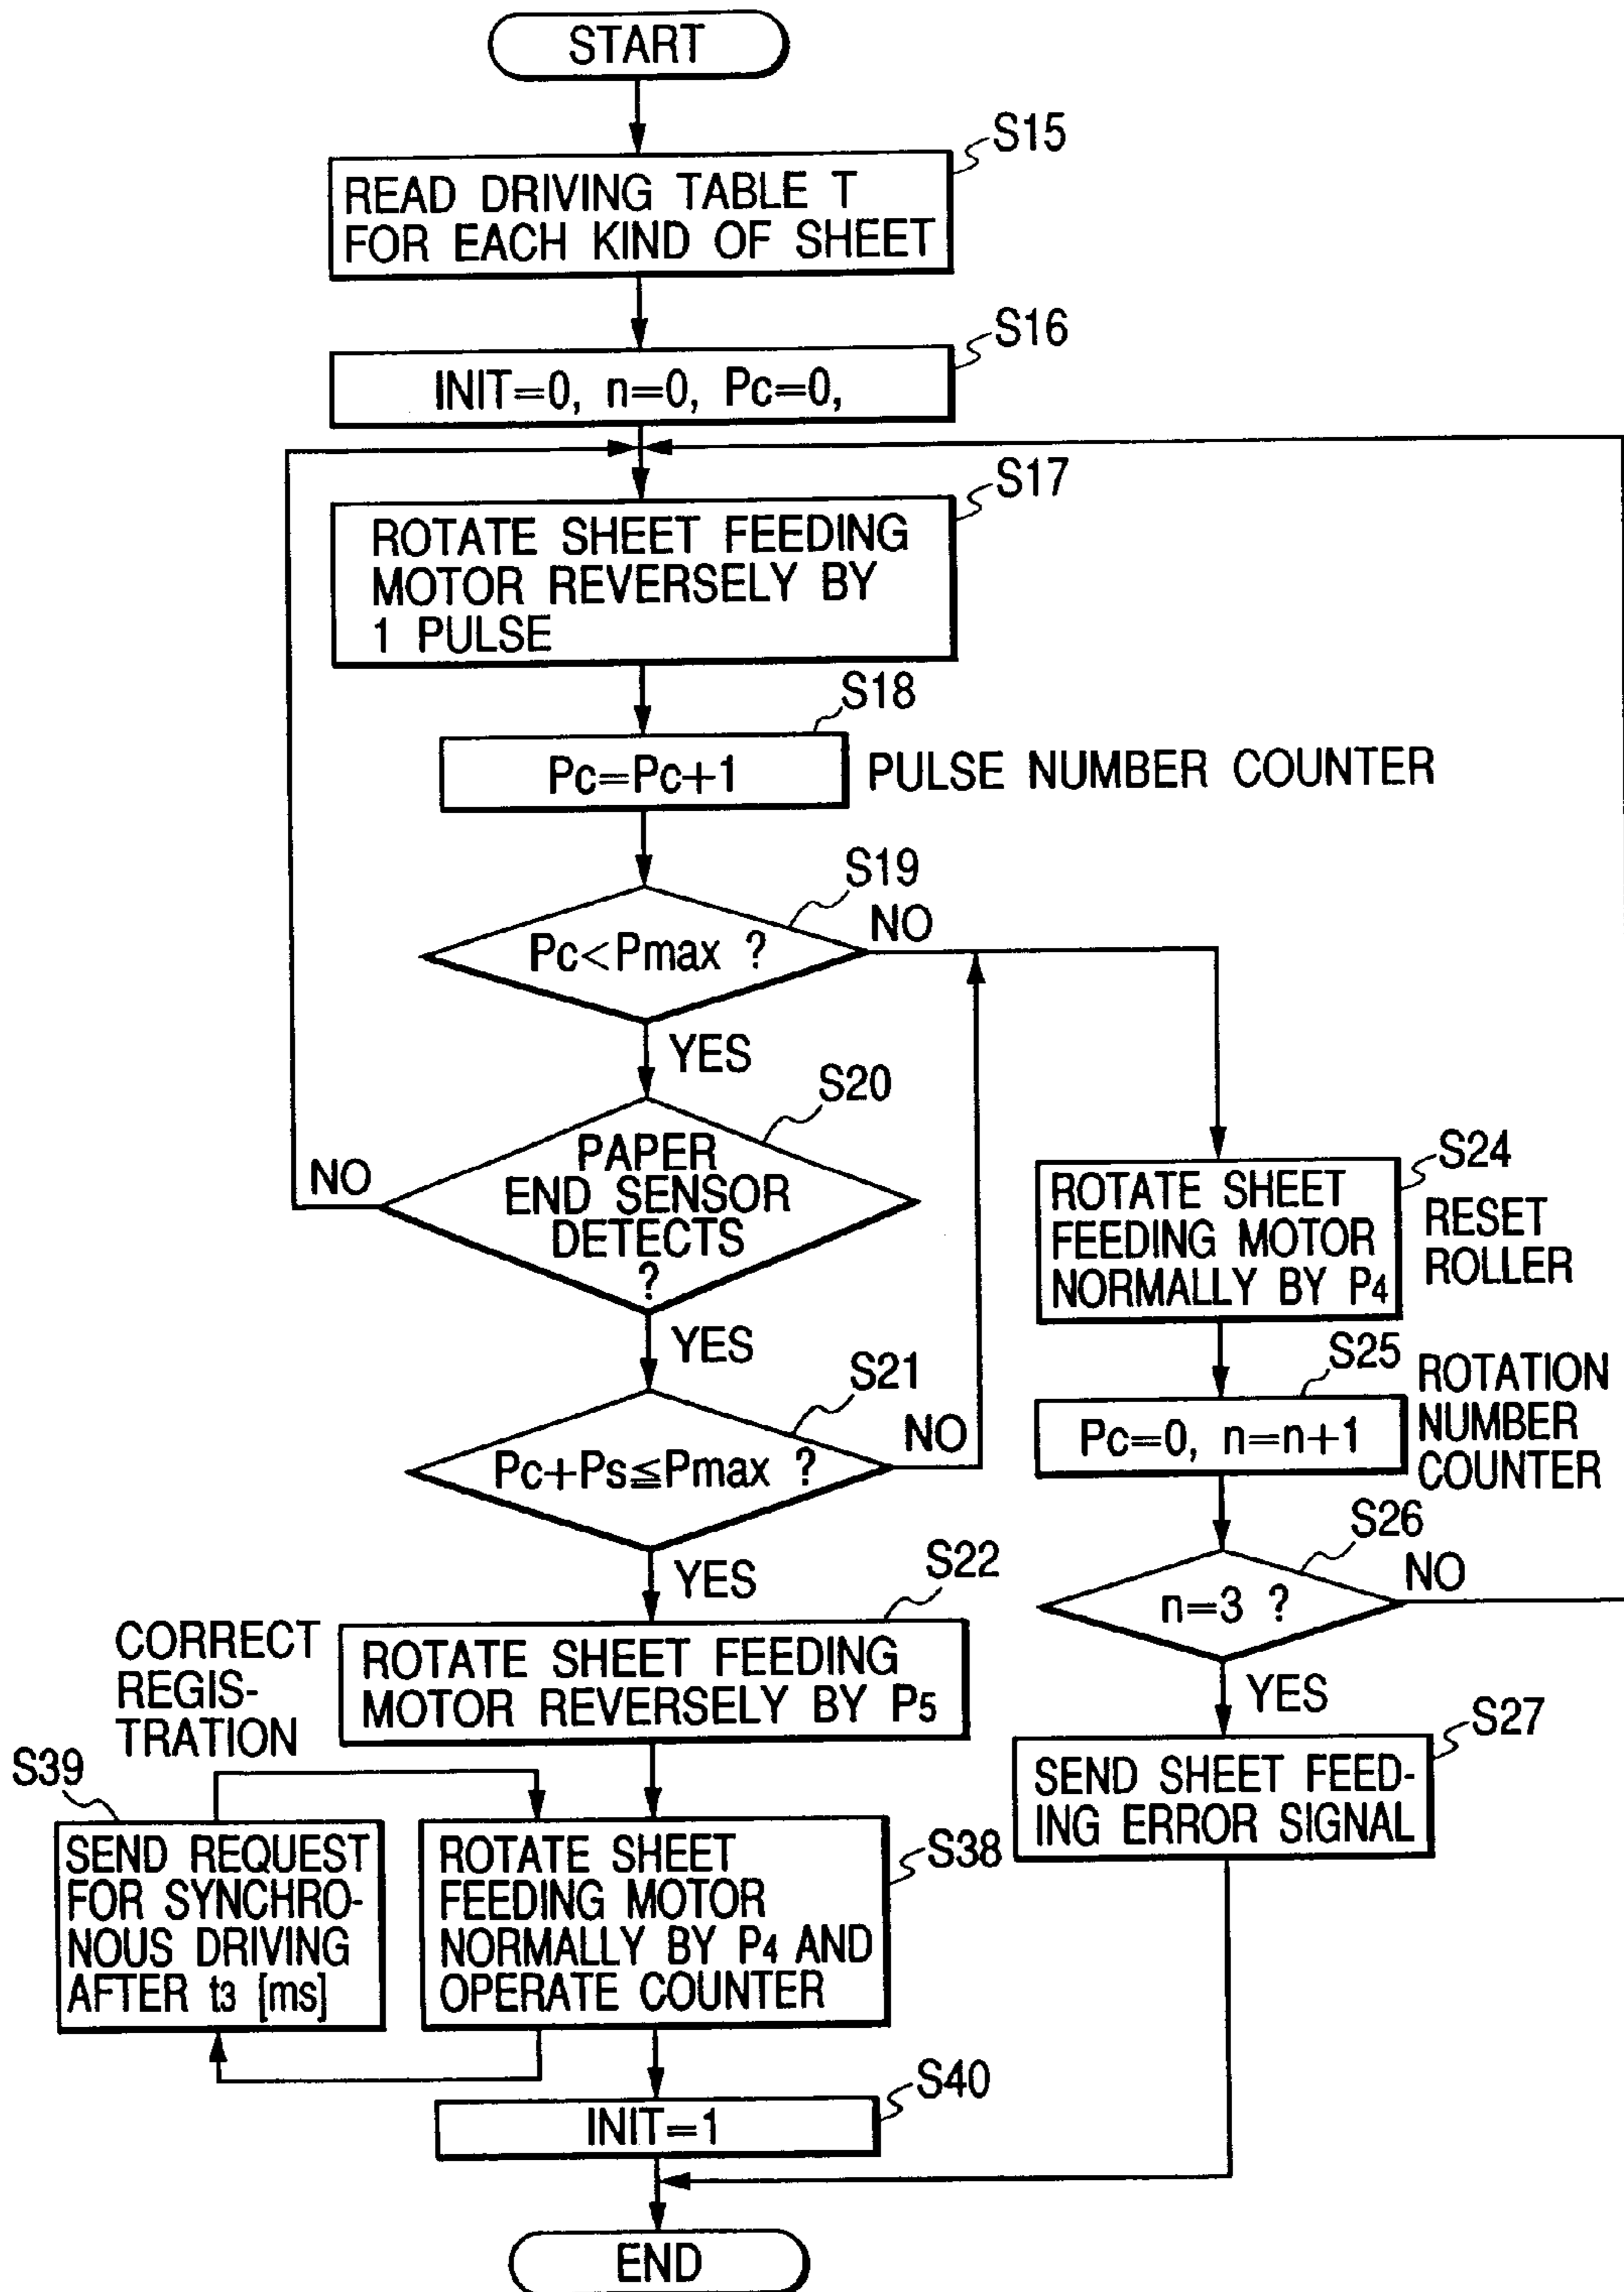 START
S15
READ DRIVING TABLE T
FOR EACH KIND OF SHEET
S16
INIT=0, n=0, Pc=0,
S17
ROTATE SHEET FEEDING
MOTOR REVERSELY BY
1 PULSE
S18
Pc=Pc+1
PULSE NUMBER COUNTER
S19
Pc<Pmax ?
NO
YES
S20
PAPER
END SENSOR
DETECTS
?
NO
YES
S21
Pc+Ps≦Pmax ?
NO
YES
S22
CORRECT
REGIS-
TRATION
ROTATE SHEET FEEDING
MOTOR REVERSELY BY P5
S39
SEND REQUEST
FOR SYNCHRO-
NOUS DRIVING
AFTER t3 [ms]
S38
ROTATE SHEET
FEEDING MOTOR
NORMALLY BY P4 AND
OPERATE COUNTER
S40
INIT=1
S24
ROTATE SHEET
FEEDING MOTOR
NORMALLY BY P4
RESET
ROLLER
S25
Pc=0, n=n+1
ROTATION
NUMBER
COUNTER
S26
n=3 ?
NO
YES
S27
SEND SHEET FEED-
ING ERROR SIGNAL
END